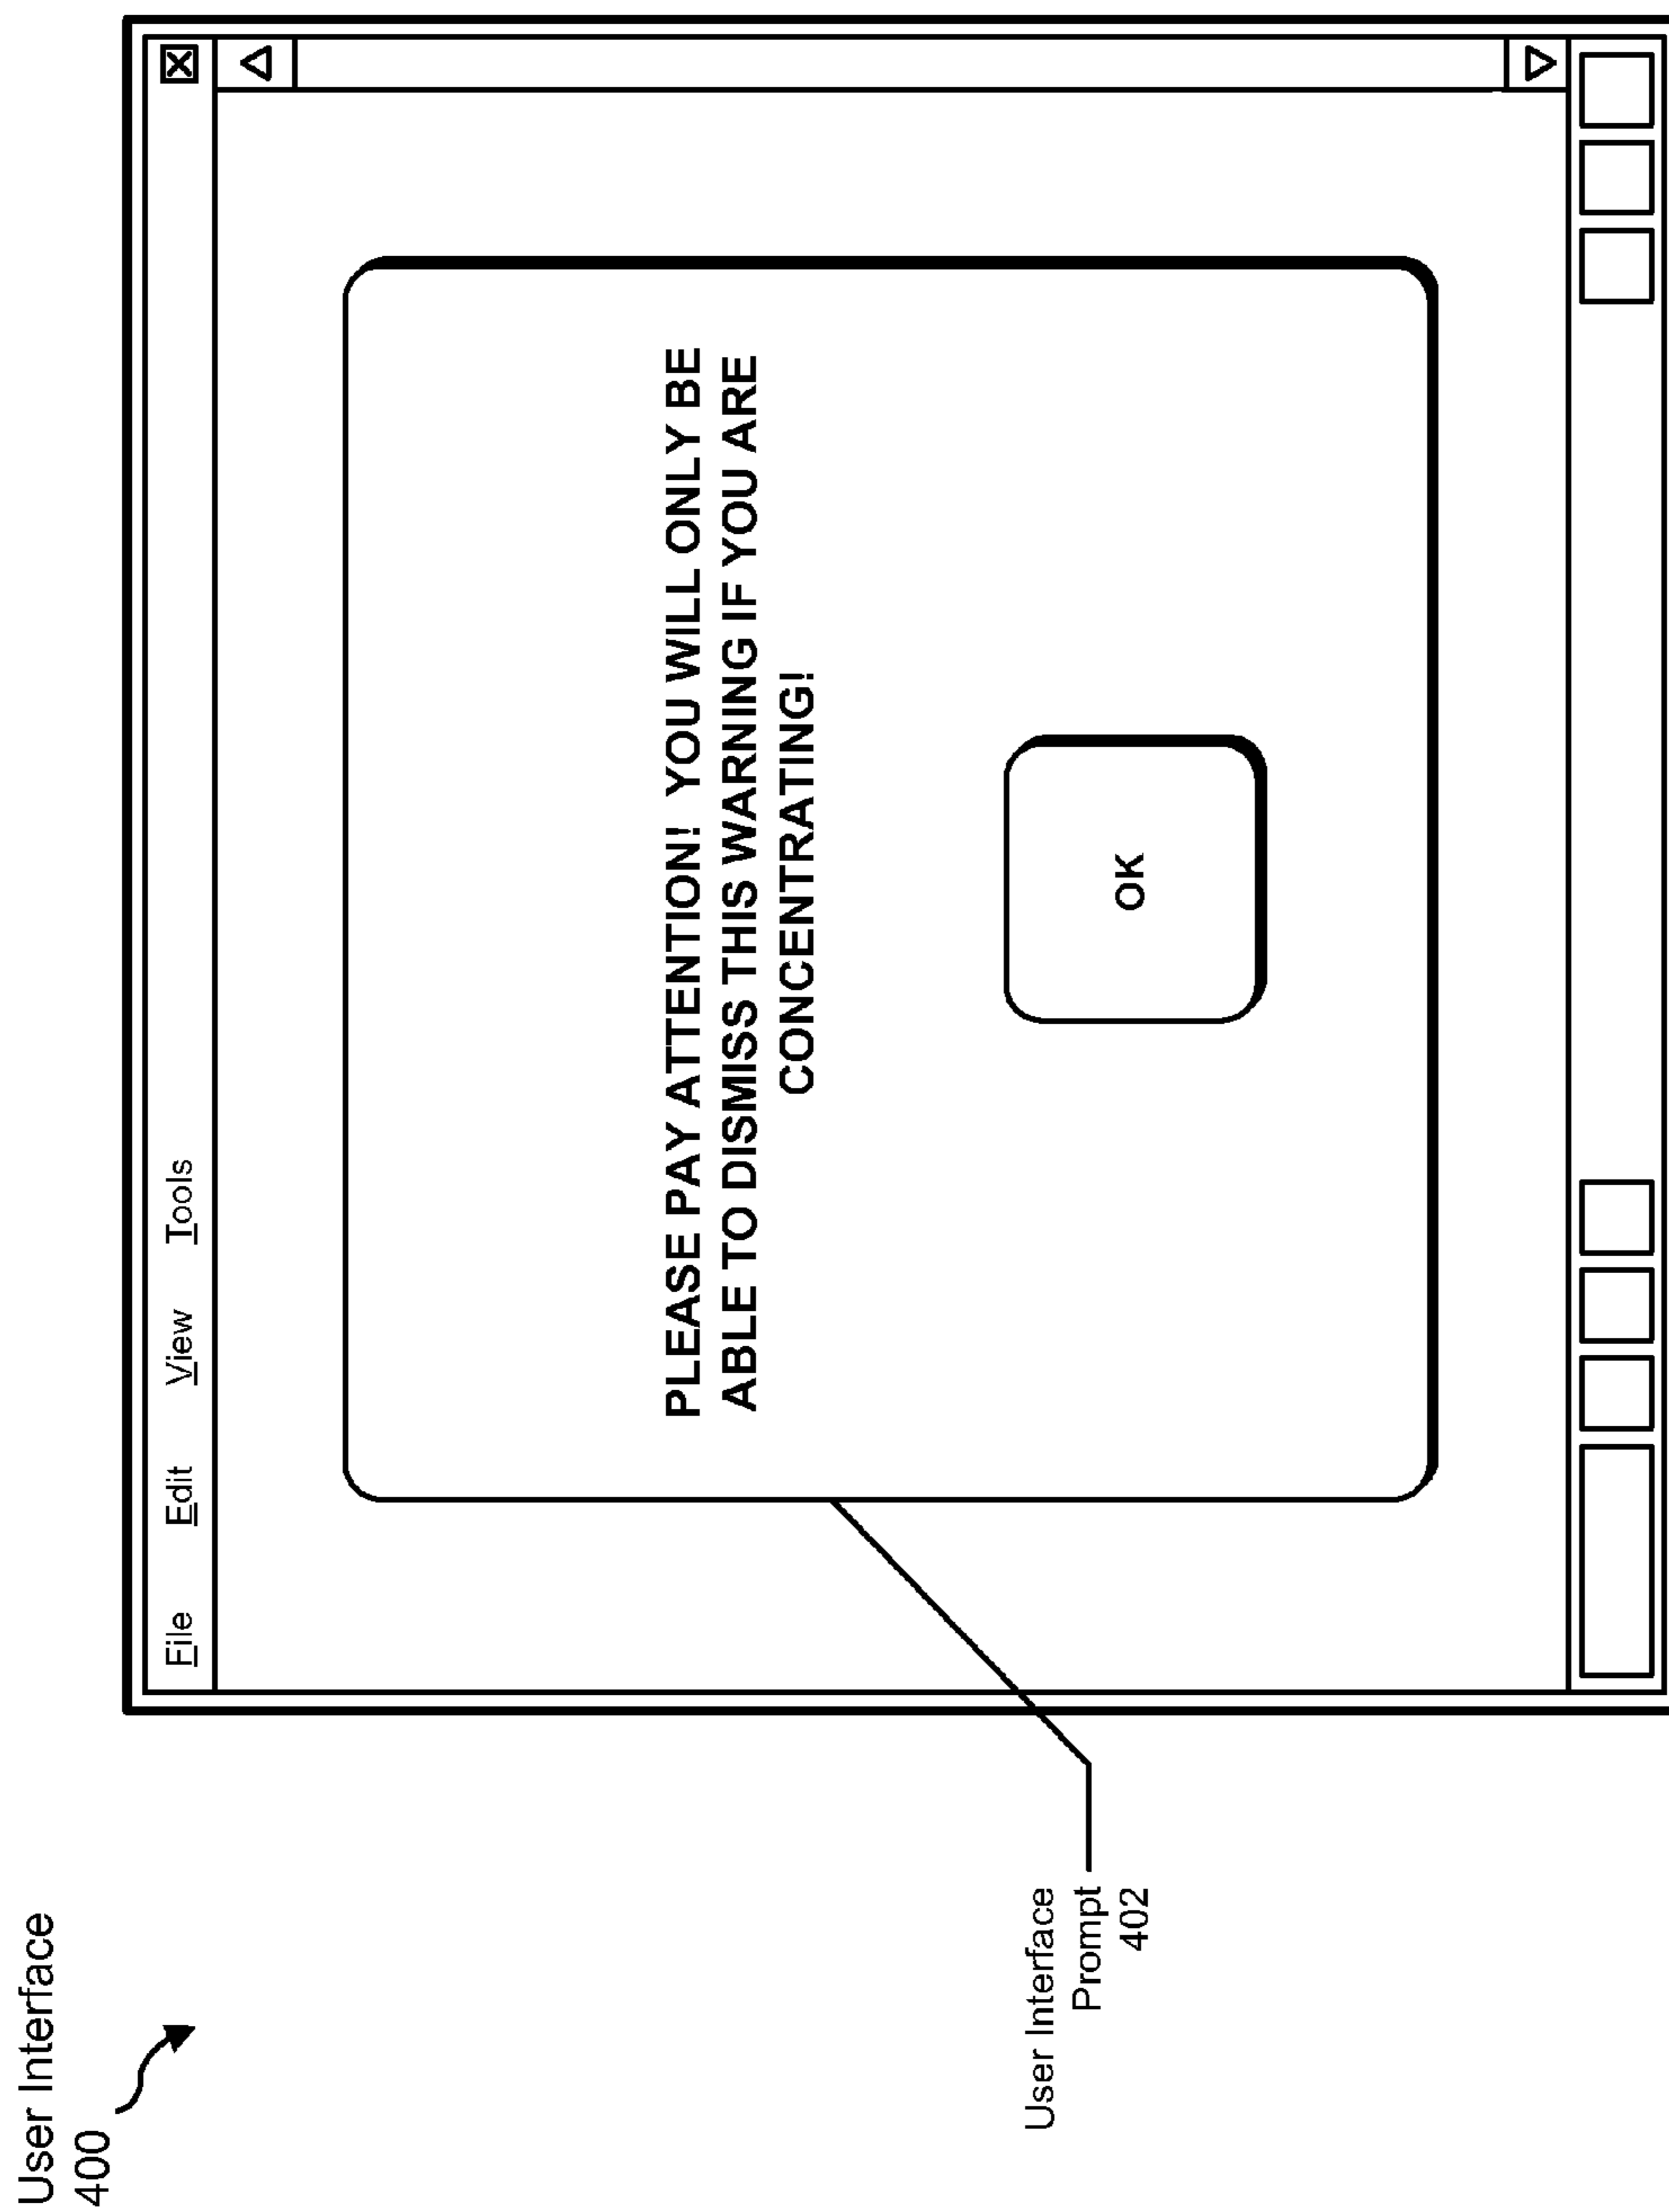 User Interface
400
File Edit View Tools
PLEASE PAY ATTENTION! YOU WILL ONLY BE
ABLE TO DISMISS THIS WARNING IF YOU ARE
CONCENTRATING!
OK
User Interface
Prompt
402